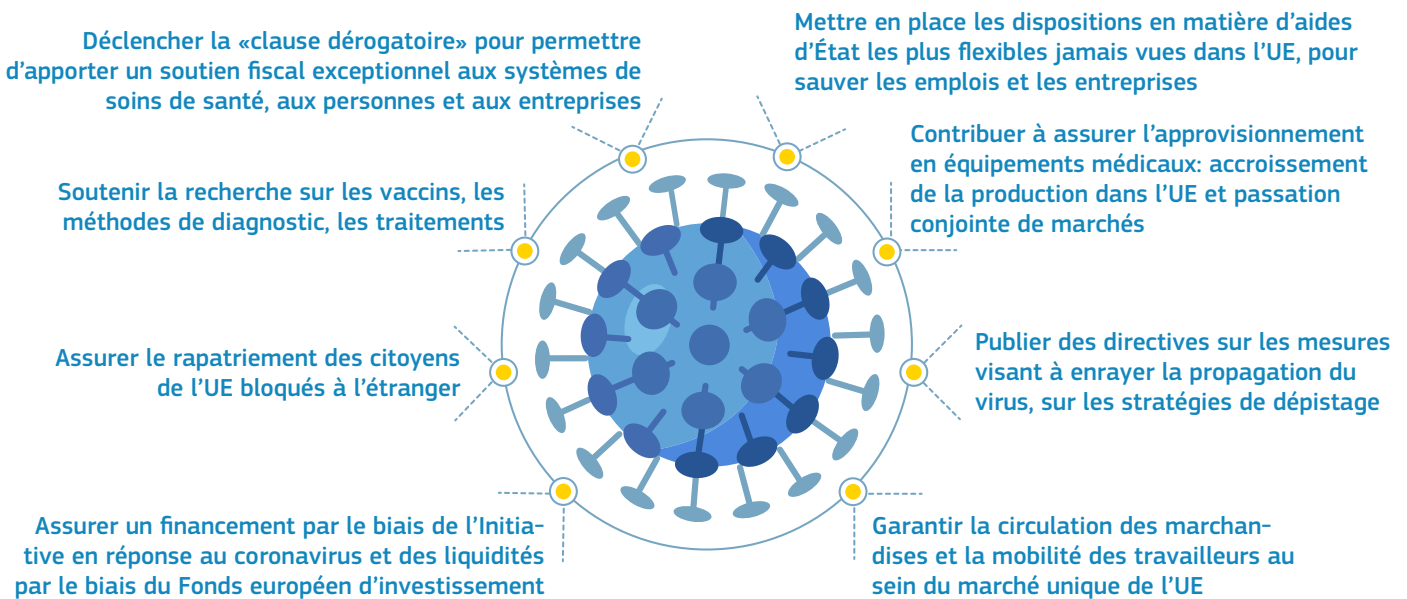 Déclencher la «clause dérogatoire» pour permettre
d’apporter un soutien fiscal exceptionnel aux systèmes de
soins de santé, aux personnes et aux entreprises
Mettre en place les dispositions en matière d’aides
d’État les plus flexibles jamais vues dans l’UE, pour
sauver les emplois et les entreprises
Soutenir la recherche sur les vaccins, les
méthodes de diagnostic, les traitements
Contribuer à assurer l’approvisionnement
en équipements médicaux: accroissement
de la production dans l’UE et passation
conjointe de marchés
Assurer le rapatriement des citoyens
de l’UE bloqués à l’étranger
Publier des directives sur les mesures
visant à enrayer la propagation du
virus, sur les stratégies de dépistage
Assurer un financement par le biais de l’Initia-
tive en réponse au coronavirus et des liquidités
par le biais du Fonds européen d’investissement
Garantir la circulation des marchan-
dises et la mobilité des travailleurs au
sein du marché unique de l’UE